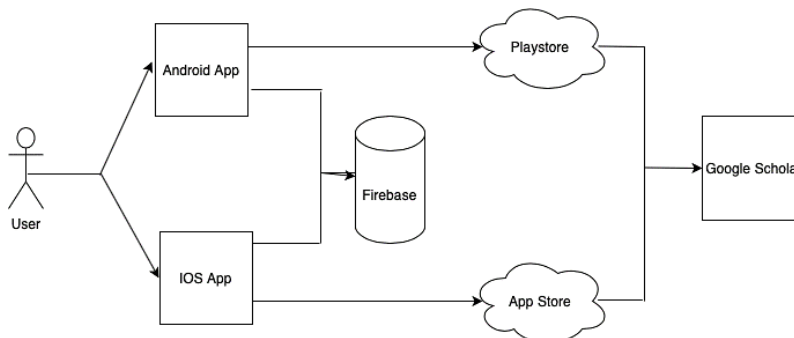 Playstore
Android App
Google Schola
Firebase
User
IOS App
App Store